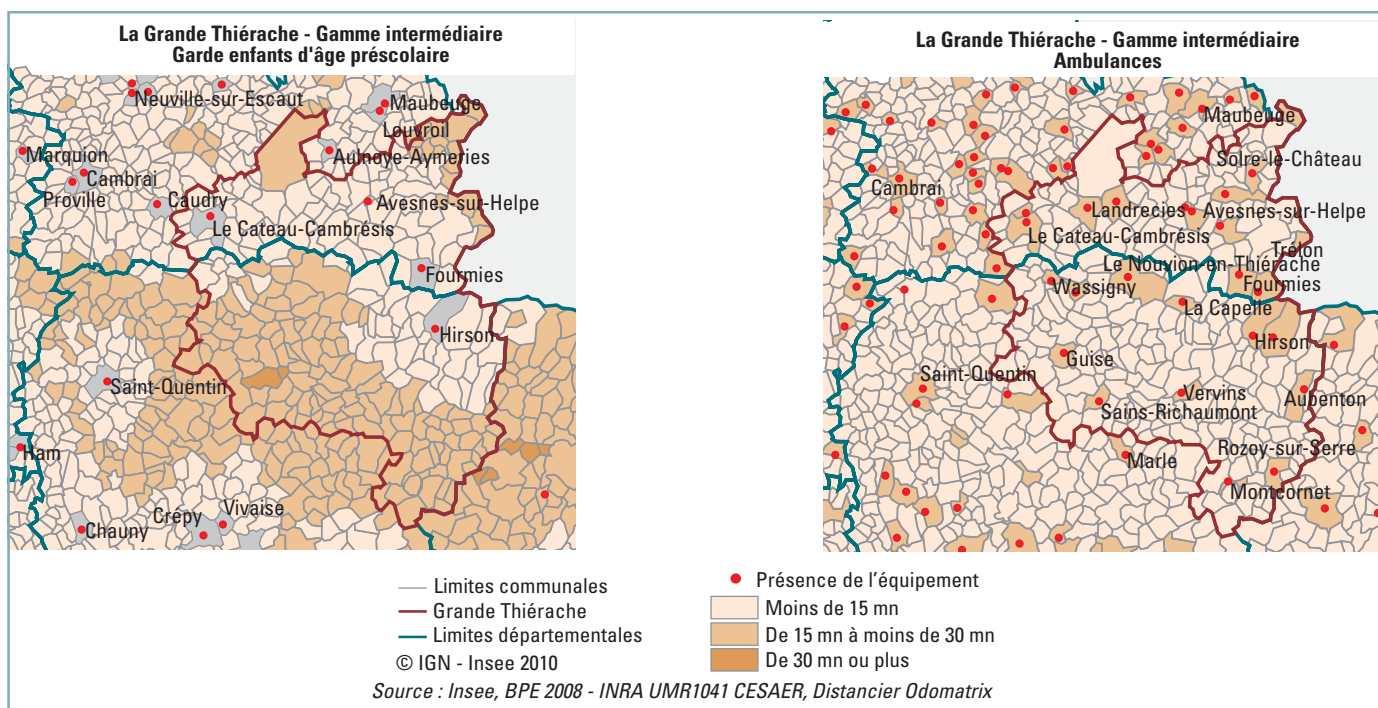 La Grande Thiérache - Gamme intermédiaire
Garde enfants d'âge préscolaire
Neuville-sur-Escaut
Maubeuge
Louvroil
Marquion
Aulnoye-Aymeries
Cambrai
Proville
Caudry
Avesnes-sur-Helpe
Le Cateau-Cambrésis
Fourmies
Hirson
Saint-Quentin
Ham
Crépy
Vivaise
Chauny
La Grande Thiérache - Gamme intermédiaire
Ambulances
Maubeuge
Solre-le-Château
Cambrai
Landrecies
Avesnes-sur-Helpe
Le Cateau-Cambrésis
Trélon
Le Nouvion-en-Thiérache
Wassigny
Fourmies
La Capelle
Hirson
Guise
Saint-Quentin
Vervins
Aubenton
Sains-Richaumont
Rozoy-sur-Serre
Marle
Montcornet
Limites communales
Grande Thiérache
Limites départementales
© IGN - Insee 2010
Présence de l'équipement
Moins de 15 mn
De 15 mn à moins de 30 mn
De 30 mn ou plus
Source : Insee, BPE 2008 - INRA UMR1041 CESAER, Distancier Odomatrix